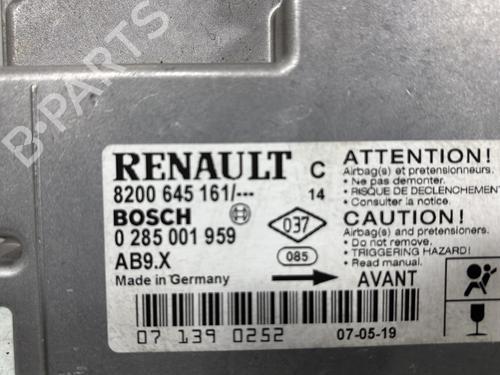 B-PARTS
RENAULT C
8200 645 161/--- 14
BOSCH
037
0 285 001 959
085
AB9.X
Made in Germany
AVANT
07 139 0252
07-05-19
ATTENTION!
Airbag(s) et pretensionneurs.
• Ne pas demonter.
• RISQUE DE DECLENCHEMENT
• Consulter la notice.
CAUTION!
Airbag(s) and pretensioners.
• Do not remove.
• TRIGGERING HAZARD!
• Read manual.